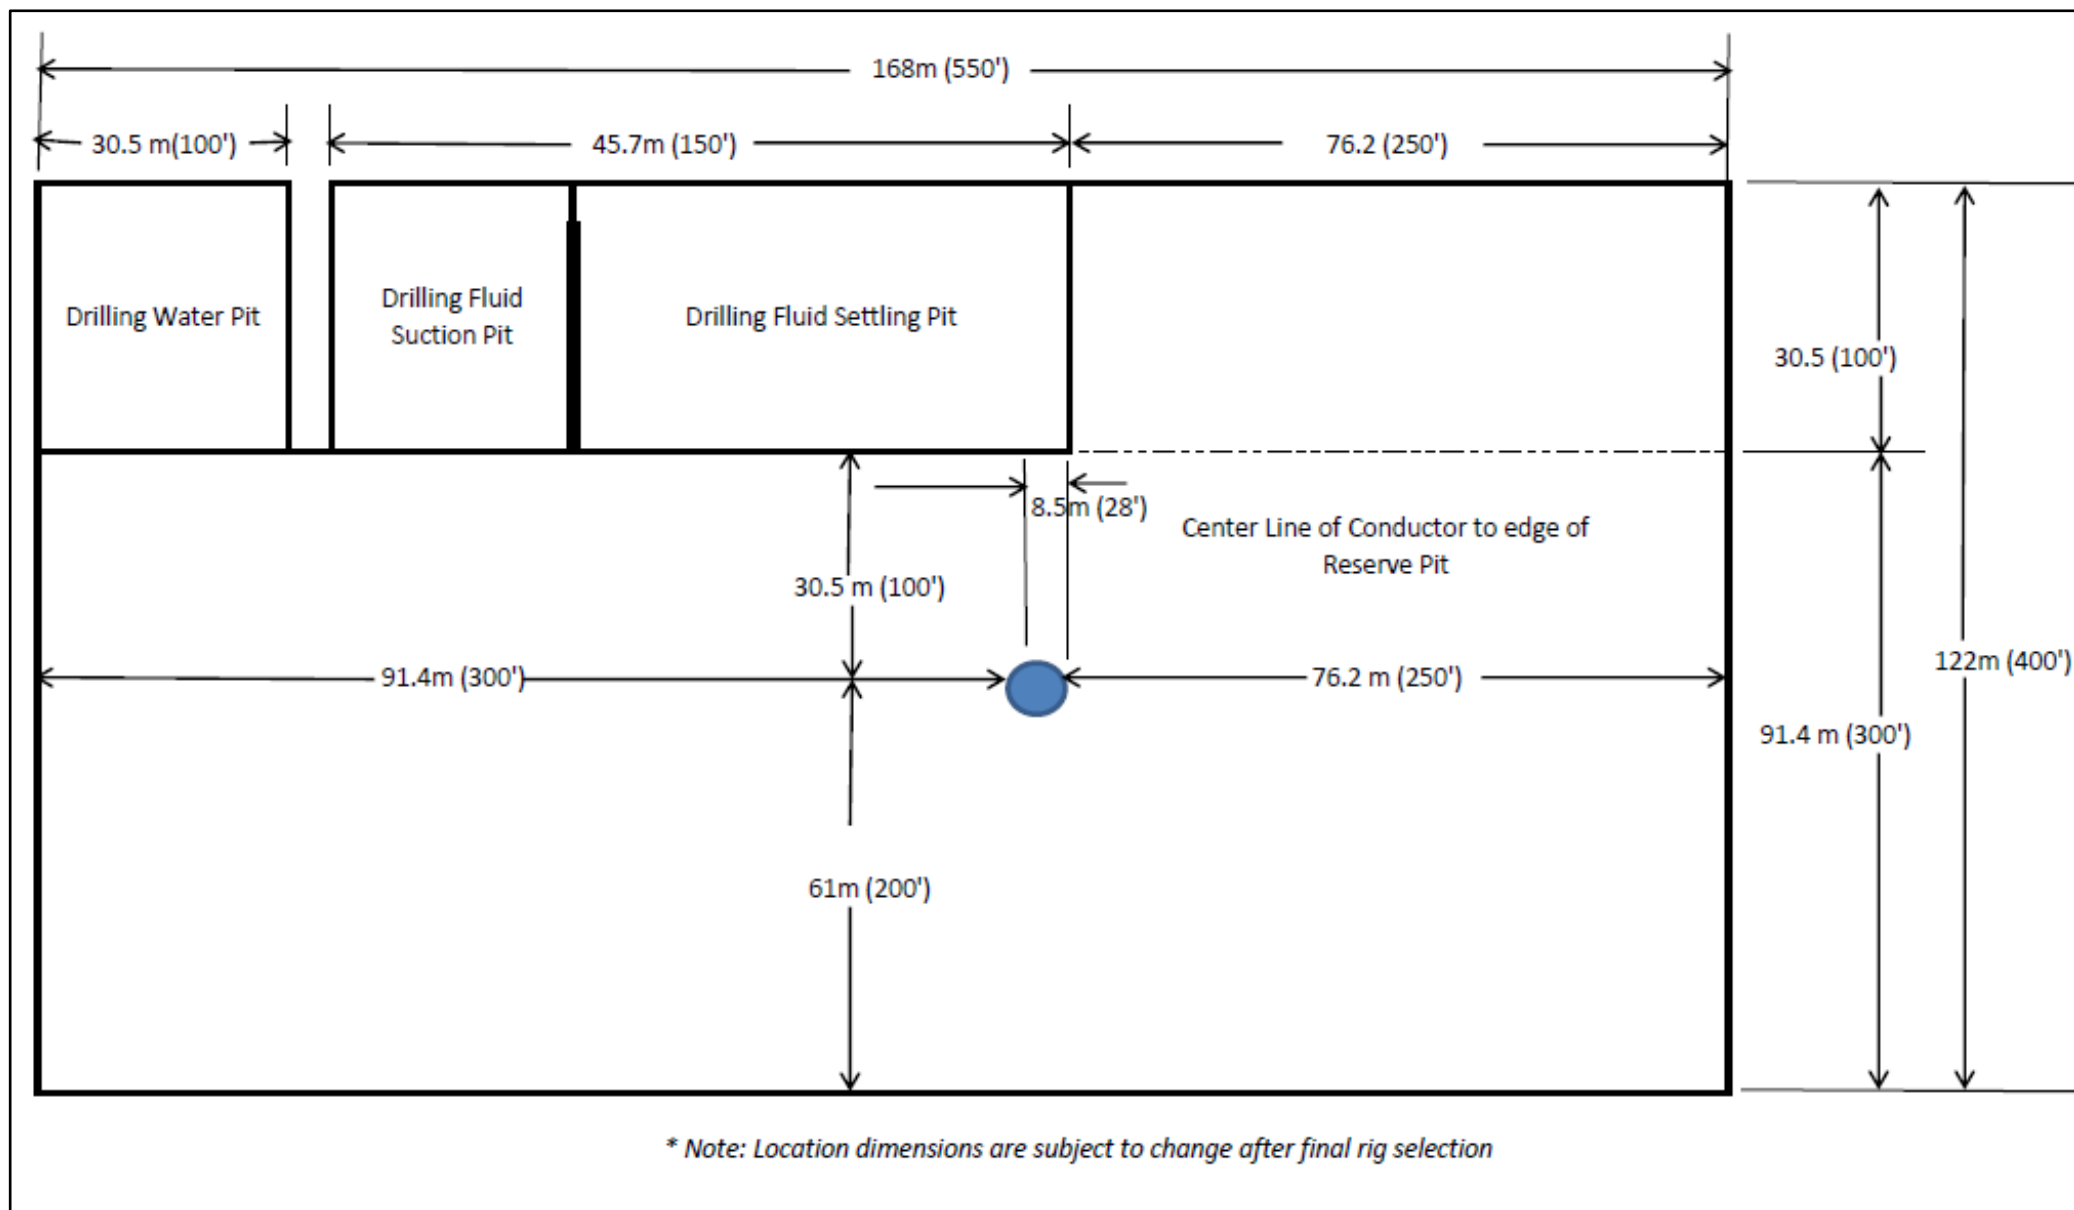 168m (550')
30.5 m(100')
45.7m (150')
76.2 (250')
Drilling Water Pit
Drilling Fluid
Suction Pit
Drilling Fluid Settling Pit
30.5 (100')
8.5m (28')
Center Line of Conductor to edge of
Reserve Pit
30.5 m (100')
91.4m (300')
76.2 m (250')
122m (400')
91.4 m (300')
61m (200')
* Note: Location dimensions are subject to change after final rig selection